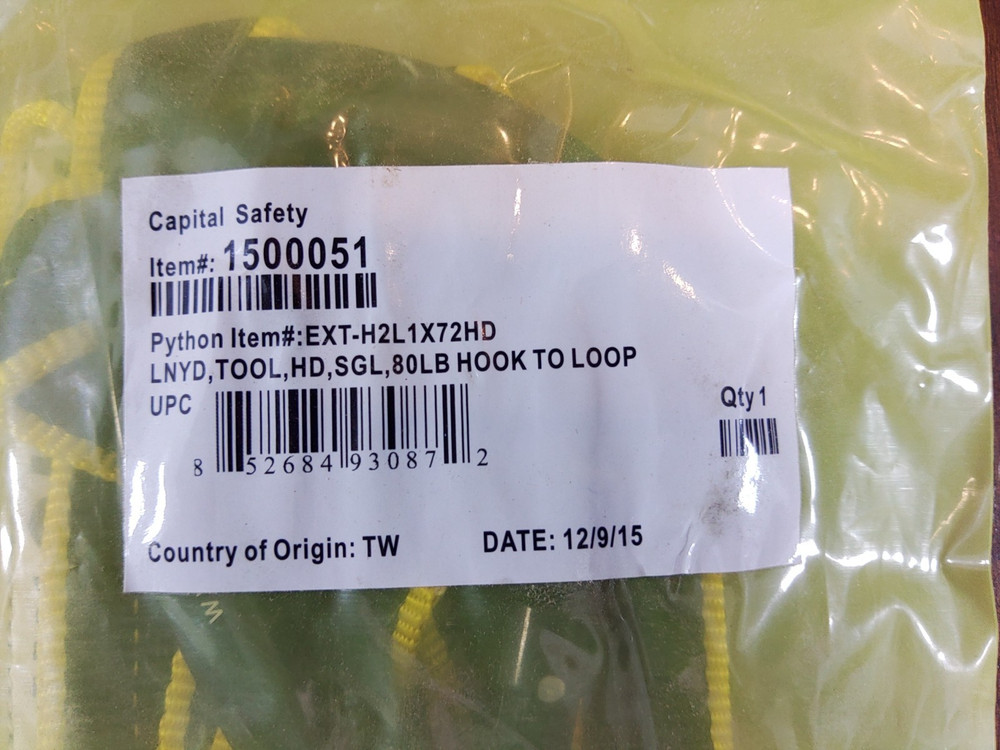 Capital Safety
Item#: 1500051
Python Item#:EXT-H2L1X72HD
LNYD,TOOL,HD,SGL,80LB HOOK TO LOOP
UPC
8 52684 93087 2
Qty 1
Country of Origin: TW
DATE: 12/9/15